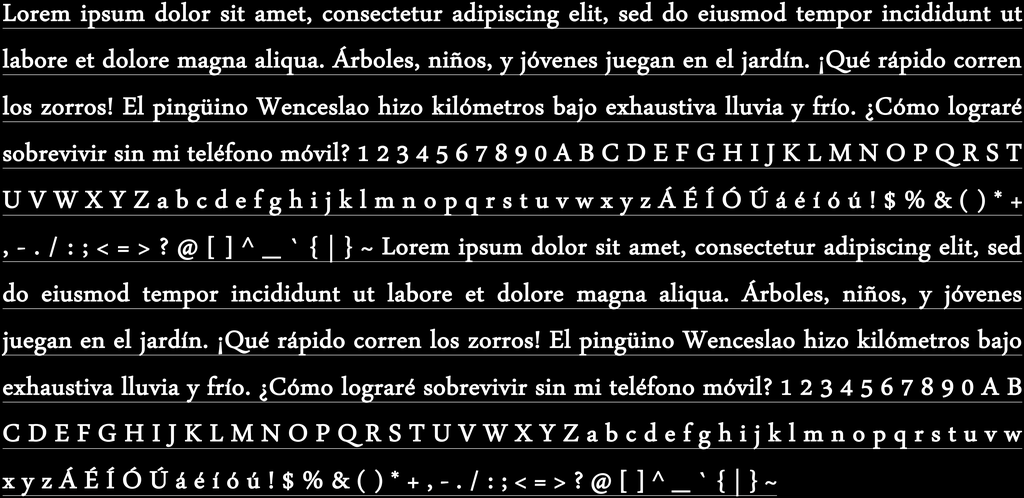 Lorem ipsum dolor sit amet, consectetur adipiscing elit, sed do eiusmod tempor incididunt ut
labore et dolore magna aliqua. Árboles, niños, y jóvenes juegan en el jardín. ¡Qué rápido corren
los zorros! El pingüino Wenceslao hizo kilómetros bajo exhaustiva lluvia y frío. ¿Cómo lograré
sobrevivir sin mi teléfono móvil? 1 2 3 4 5 6 7 8 9 0 A B C D E F G H I J K L M N O P Q R S T
U V W X Y Z a b c d e f g h i j k l m n o p q r s t u v w x y z Á É Í Ó Ú á é í ó ú ! $ % & ( ) * +
, - . / : ; < = > ? @ [ ] ^ _ ` { | } ~ Lorem ipsum dolor sit amet, consectetur adipiscing elit, sed
do eiusmod tempor incididunt ut labore et dolore magna aliqua. Árboles, niños, y jóvenes
juegan en el jardín. ¡Qué rápido corren los zorros! El pingüino Wenceslao hizo kilómetros bajo
exhaustiva lluvia y frío. ¿Cómo lograré sobrevivir sin mi teléfono móvil? 1 2 3 4 5 6 7 8 9 0 A B
C D E F G H I J K L M N O P Q R S T U V W X Y Z a b c d e f g h i j k l m n o p q r s t u v w
x y z Á É Í Ó Ú á é í ó ú ! $ % & ( ) * + , - . / : ; < = > ? @ [ ] ^ _ ` { | } ~